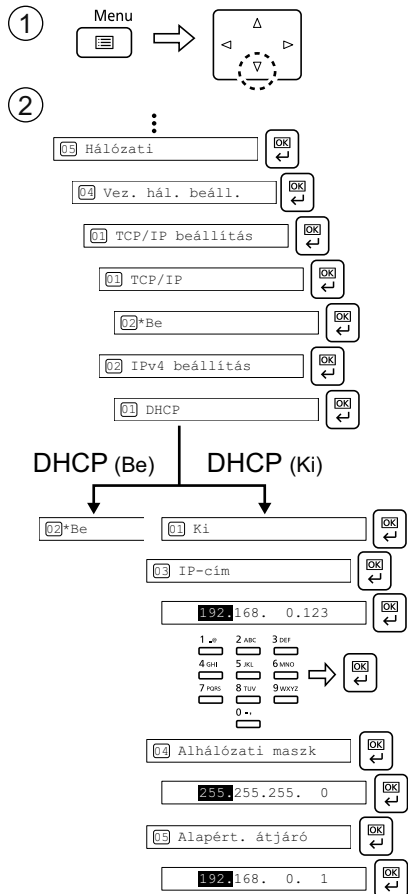 1
Menu
2
05 Hálózati
OK
04 Vez. hál. beáll.
OK
01 TCP/IP beállítás
OK
01 TCP/IP
OK
02*Be
OK
02 IPv4 beállítás
OK
01 DHCP
OK
DHCP (Be) DHCP (Ki)
02*Be
01 Ki
OK
03 IP-cím
OK
192.168. 0.123
OK
1 .@ 2 ABC 3 DEF
4 GHI 5 JKL 6 MNO
OK
7 PQRS 8 TUV 9 WXYZ
0 -,
04 Alhálózati maszk
OK
255.255.255. 0
OK
05 Alapért. átjáró
OK
192.168. 0. 1
OK